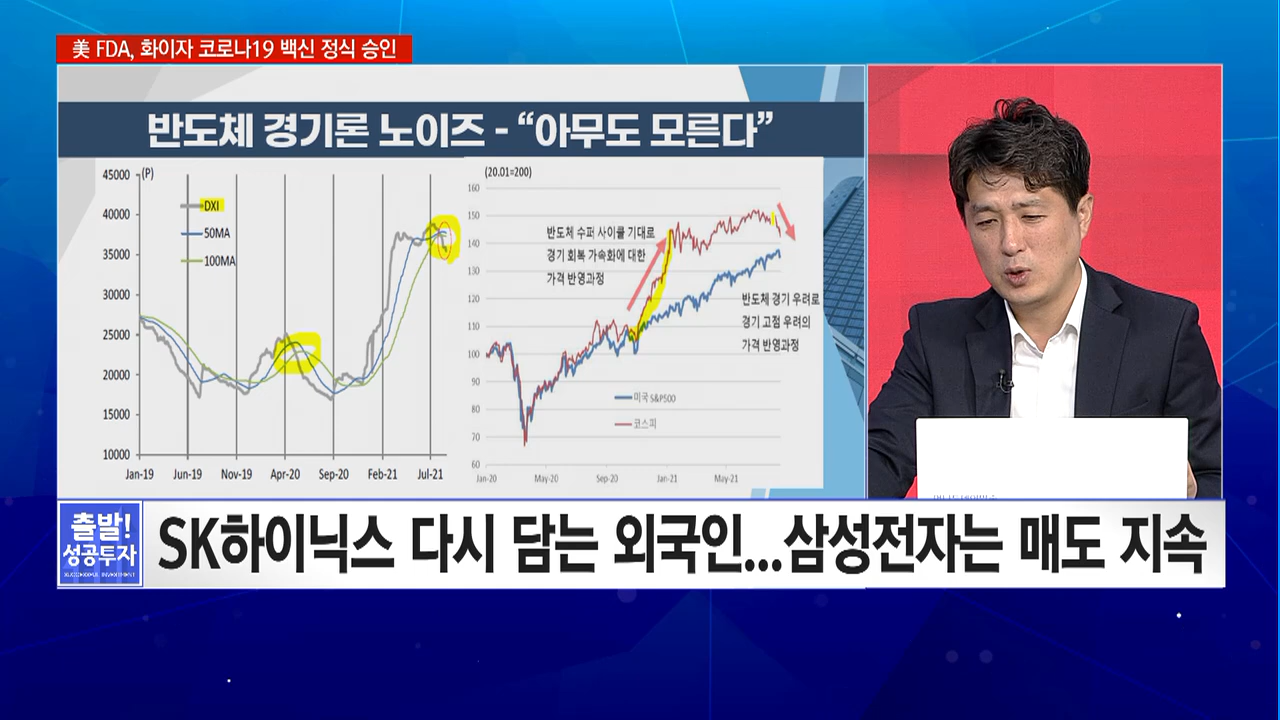 美 FDA, 화이자 코로나19 백신 정식 승인
반도체 경기론 노이즈 - “아무도 모른다”
(P)
45000
40000
35000
30000
25000
20000
15000
10000
DXI
50MA
100MA
Jan-19 Jun-19 Nov-19 Apr-20 Sep-20 Feb-21 Jul-21
(20.01=200)
160
150
140
130
120
110
100
90
80
70
60
반도체 수퍼 사이클 기대로
경기 회복 가속화에 대한
가격 반영과정
반도체 경기 우려로
경기 고점 우려의
가격 반영과정
미국 S&P500
코스피
Jan-20 May-20 Sep-20 Jan-21 May-21
출발!
성공투자
SK하이닉스 다시 담는 외국인...삼성전자는 매도 지속